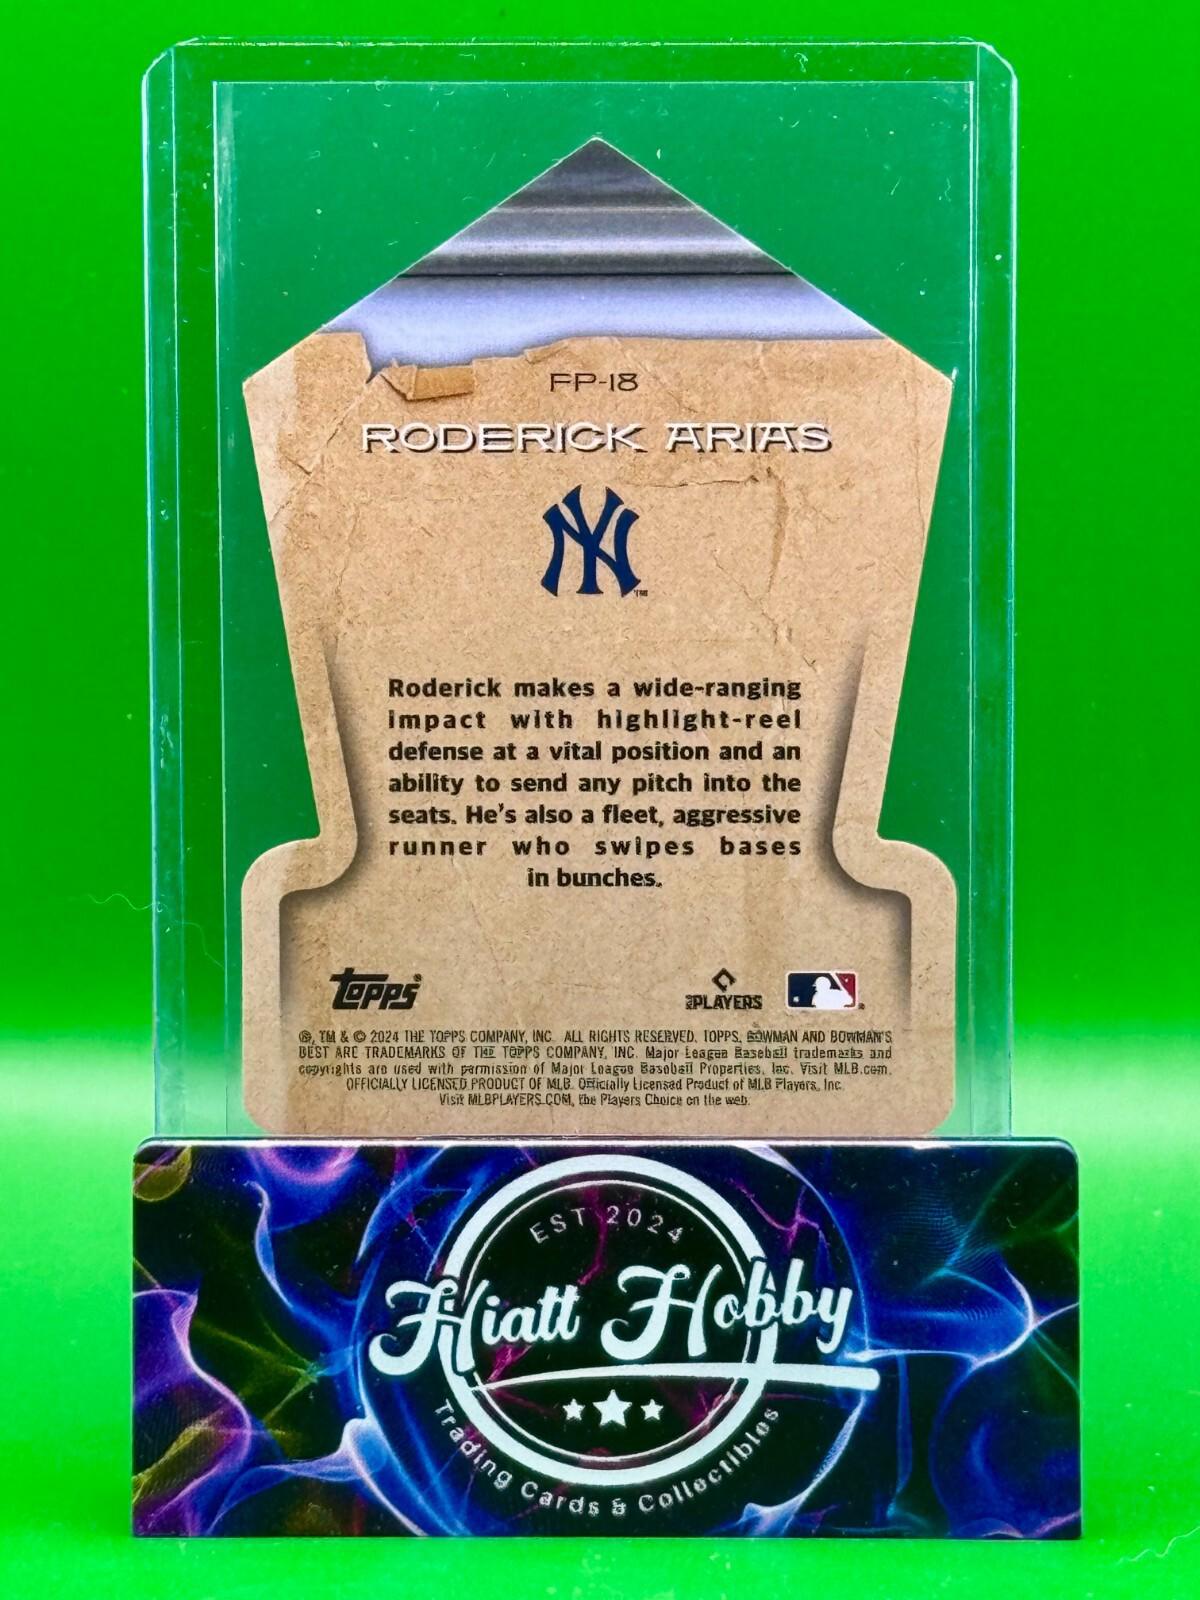 FP-18
RODERICK ARIAS
NY
TM
Roderick makes a wide-ranging
impact with highlight-reel
defense at a vital position and an
ability to send any pitch into the
seats. He's also a fleet, aggressive
runner who swipes bases
in bunches.
Topps®
MLB PLAYERS
®, TM & © 2024 THE TOPPS COMPANY, INC. ALL RIGHTS RESERVED. TOPPS, BOWMAN AND BOWMAN'S
BEST ARE TRADEMARKS OF THE TOPPS COMPANY, INC. Major League Baseball trademarks and
copyrights are used with permission of Major League Baseball Properties, Inc. Visit MLB.com.
OFFICIALLY LICENSED PRODUCT OF MLB. Officially Licensed Product of MLB Players, Inc.
Visit MLBPLAYERS.COM, the Players Choice on the web.
EST 2024
Hiatt Hobby
Trading Cards & Collectibles